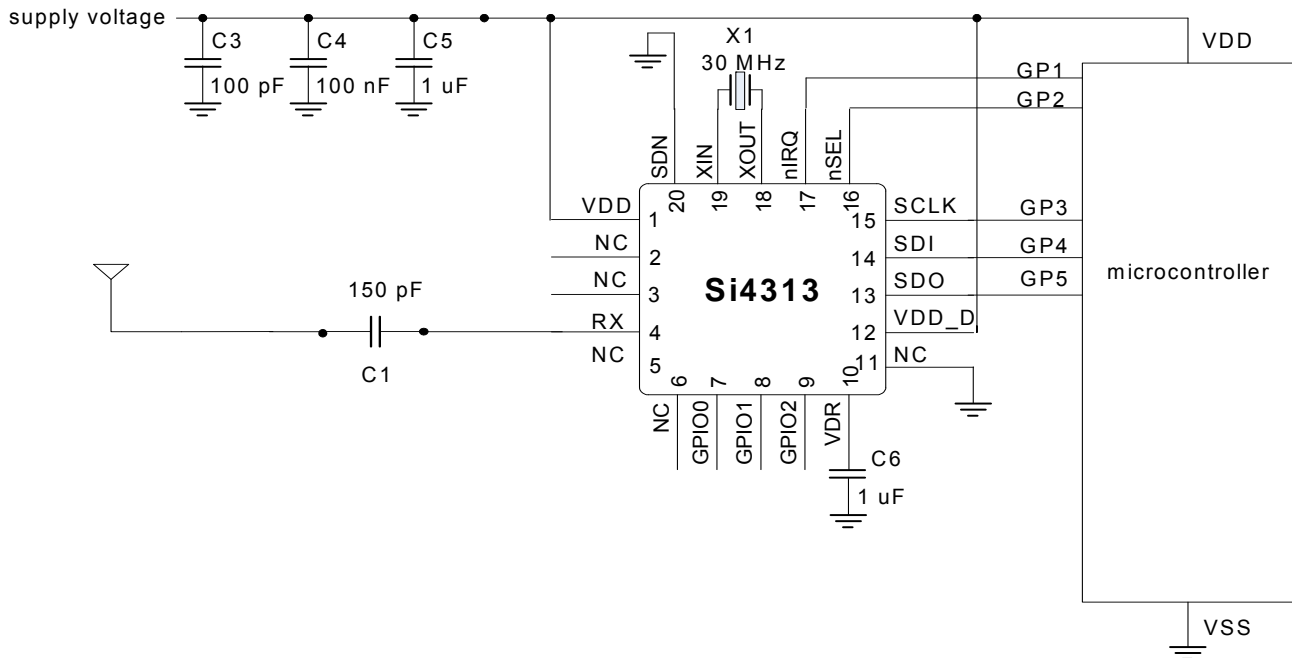 supply voltage
C3
C4
C5
100 pF
100 nF
1 uF
X1
30 MHz
VDD
GP1
GP2
SDN
XIN
XOUT
nIRQ
nSEL
20
19
18
17
16
VDD
1
15
SCLK
GP3
NC
2
14
SDI
GP4
microcontroller
Si4313
NC
3
13
SDO
GP5
150 pF
RX
4
12
VDD_D
C1
NC
5
11
NC
6
7
8
9
10
NC
GPIO0
GPIO1
GPIO2
VDR
C6
1 uF
VSS